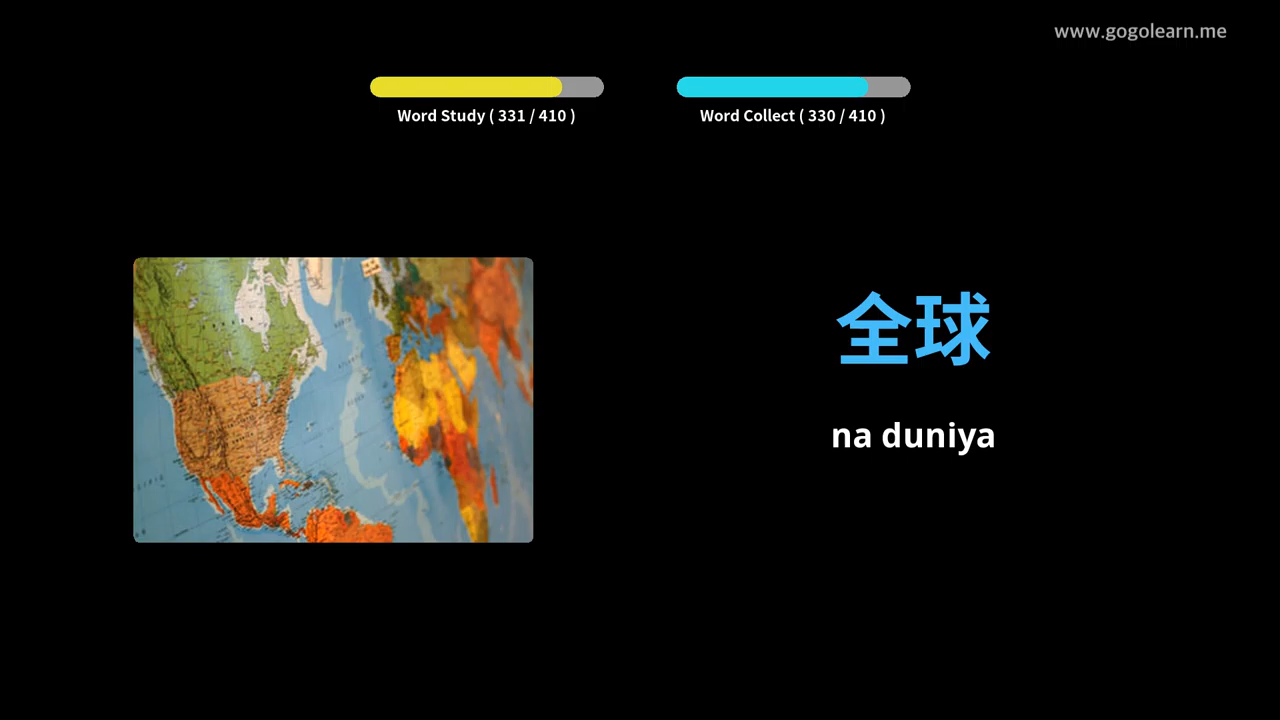 www.gogolearn.me
Word Study ( 331 / 410 )
Word Collect ( 330 / 410 )
全球
na duniya